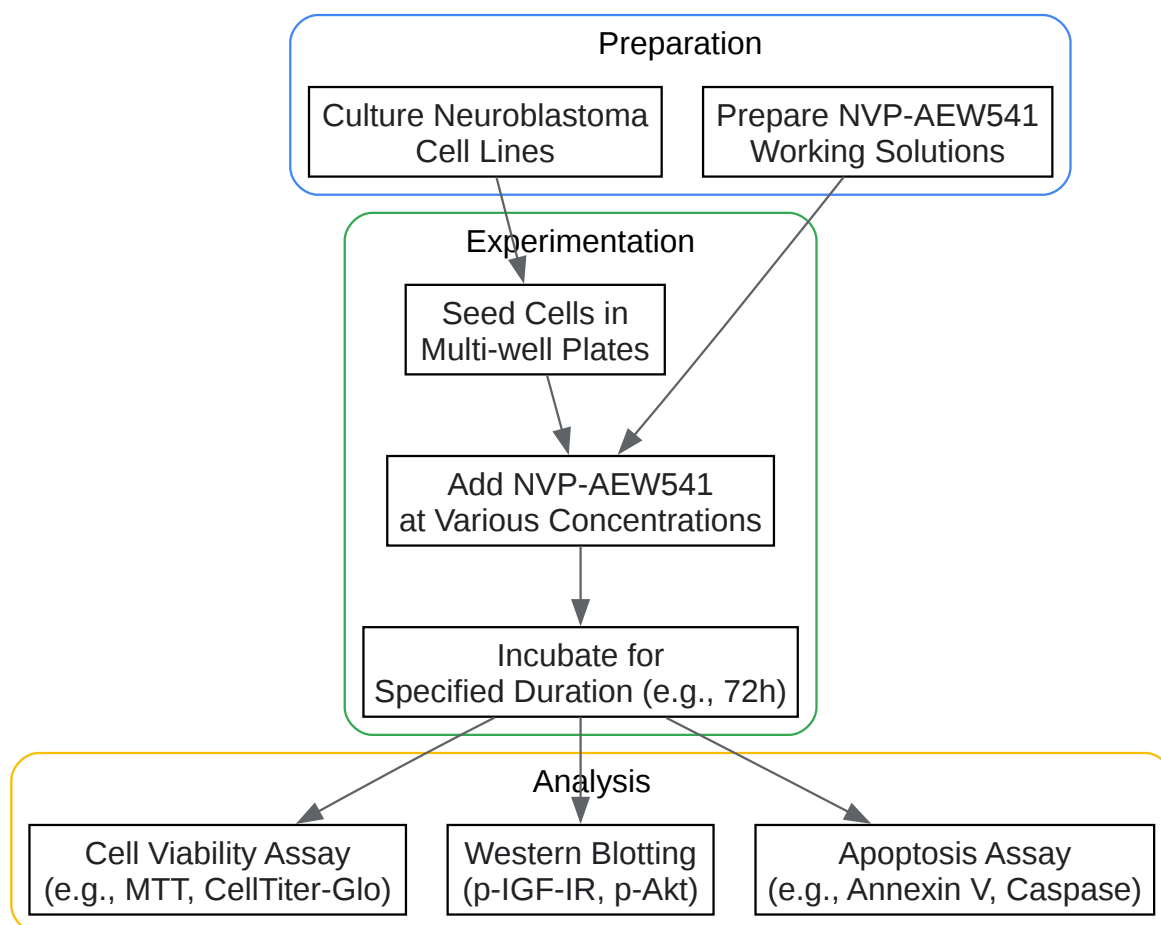 Preparation
Culture Neuroblastoma
Cell Lines
Prepare NVP-AEW541
Working Solutions
Experimentation
Seed Cells in
Multi-well Plates
Add NVP-AEW541
at Various Concentrations
Incubate for
Specified Duration (e.g., 72h)
Analysis
Cell Viability Assay
(e.g., MTT, CellTiter-Glo)
Western Blotting
(p-IGF-IR, p-Akt)
Apoptosis Assay
(e.g., Annexin V, Caspase)